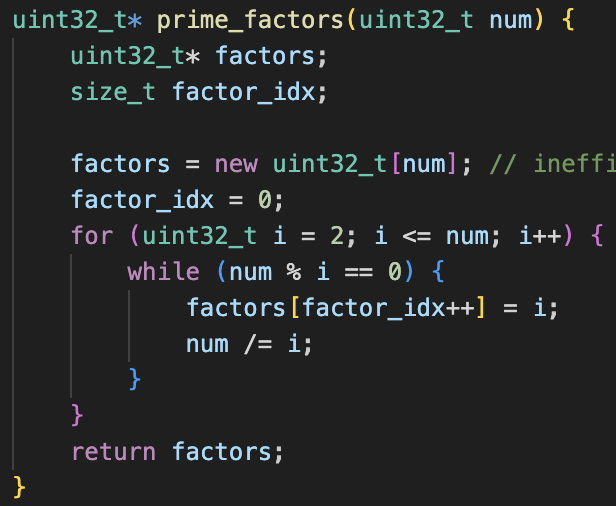 uint32_t* prime_factors(uint32_t num) {
uint32_t* factors;
size_t factor_idx;
factors = new uint32_t[num]; //
factor_idx = 0;
for (uint32_t i = 2; i <= num; i++) {
while (num % i == 0) {
factors[factor_idx++] = i;
num /= i;
}
}
return factors;
}